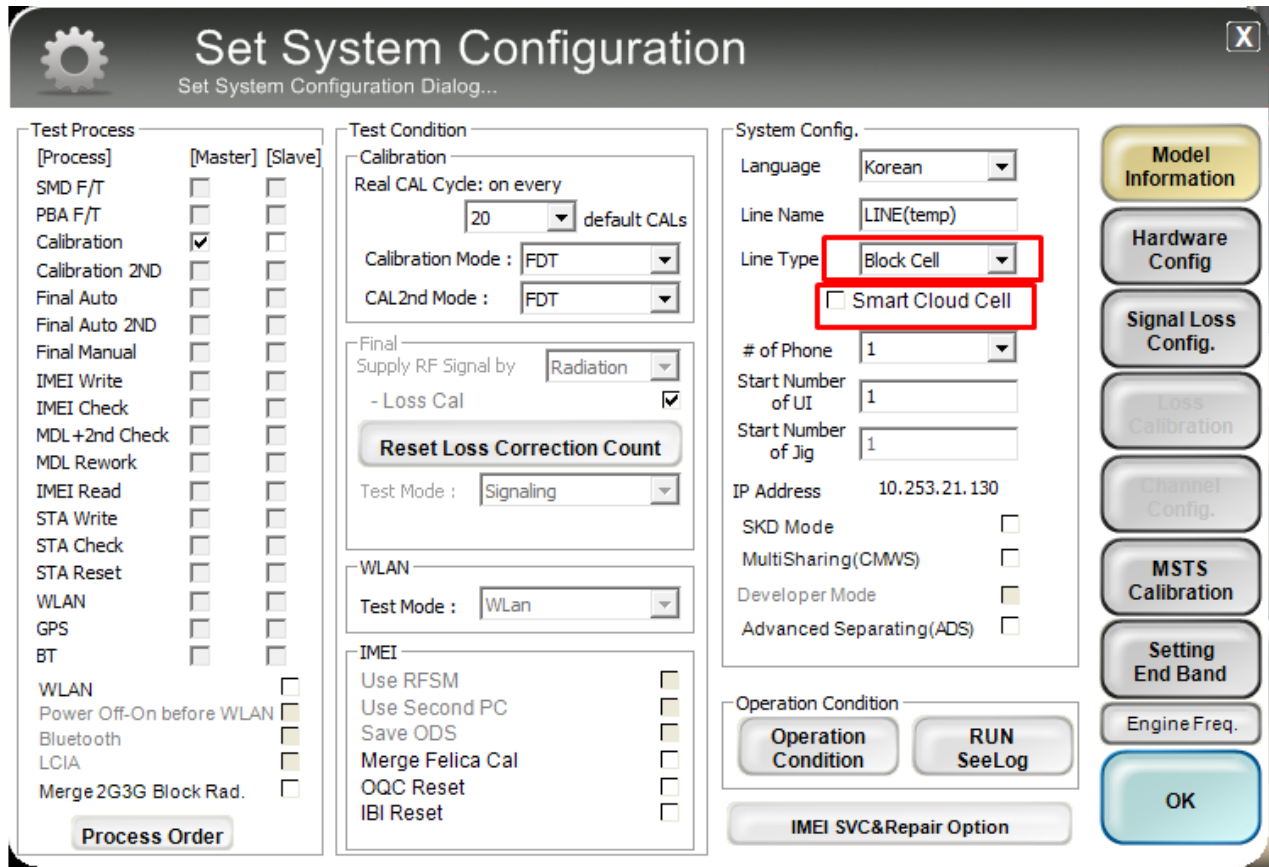 Set System Configuration
X
Set System Configuration Dialog...
Test Process
[Process] [Master] [Slave]
SMD F/T
PBA F/T
Calibration
Calibration 2ND
Final Auto
Final Auto 2ND
Final Manual
IMEI Write
IMEI Check
MDL+2nd Check
MDL Rework
IMEI Read
STA Write
STA Check
STA Reset
WLAN
GPS
BT
WLAN
Power Off-On before WLAN
Bluetooth
LCIA
Merge 2G3G Block Rad.
Process Order
Test Condition
Calibration
Real CAL Cycle: on every
20 default CALs
Calibration Mode : FDT
CAL2nd Mode : FDT
Final
Supply RF Signal by Radiation
- Loss Cal
Reset Loss Correction Count
Test Mode : Signaling
WLAN
Test Mode : WLan
IMEI
Use RFSM
Use Second PC
Save ODS
Merge Felica Cal
OQC Reset
IBI Reset
System Config.
Language Korean
Line Name LINE(temp)
Line Type Block Cell
Smart Cloud Cell
# of Phone 1
Start Number
of UI 1
Start Number
of Jig 1
IP Address 10.253.21.130
SKD Mode
MultiSharing(CMWS)
Developer Mode
Advanced Separating(ADS)
Operation Condition
Operation
Condition
RUN
SeeLog
IMEI SVC&Repair Option
Model
Information
Hardware
Config
Signal Loss
Config.
Loss
Calibration
Channel
Config.
MSTS
Calibration
Setting
End Band
Engine Freq.
OK